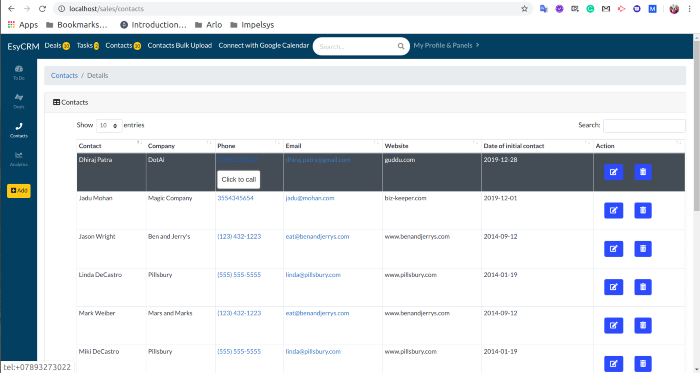 localhost/sales/contacts
Apps Bookmarks... Introduction... Arlo Impelsys
EsyCRM Deals Tasks 2 Contacts Contacts Bulk Upload Connect with Google Calendar Search... My Profile & Panels
ToDo
Deals
Contacts
Analytics
Add
Contacts / Details
Contacts
Show 10 entries Search:
Contact Company Phone Email Website Date of initial contact Action
Dhiraj Patra DotAi dhiraj.patra@gmail.com guddu.com 2019-12-28
Click to call
Jadu Mohan Magic Company 3554345654 jadu@mohan.com biz-keeper.com 2019-12-01
Jason Wright Ben and Jerry's (123) 432-1223 eat@benandjerrys.com www.benandjerrys.com 2014-09-12
Linda DeCastro Pillsbury (555) 555-5555 linda@pillsbury.com www.pillsbury.com 2014-01-19
Mark Weiber Mars and Marks (123) 432-1223 eat@benandjerrys.com www.benandjerrys.com 2014-09-12
Miki DeCastro Pillsbury (555) 555-5555 linda@pillsbury.com www.pillsbury.com 2014-01-19
tel:+07893273022